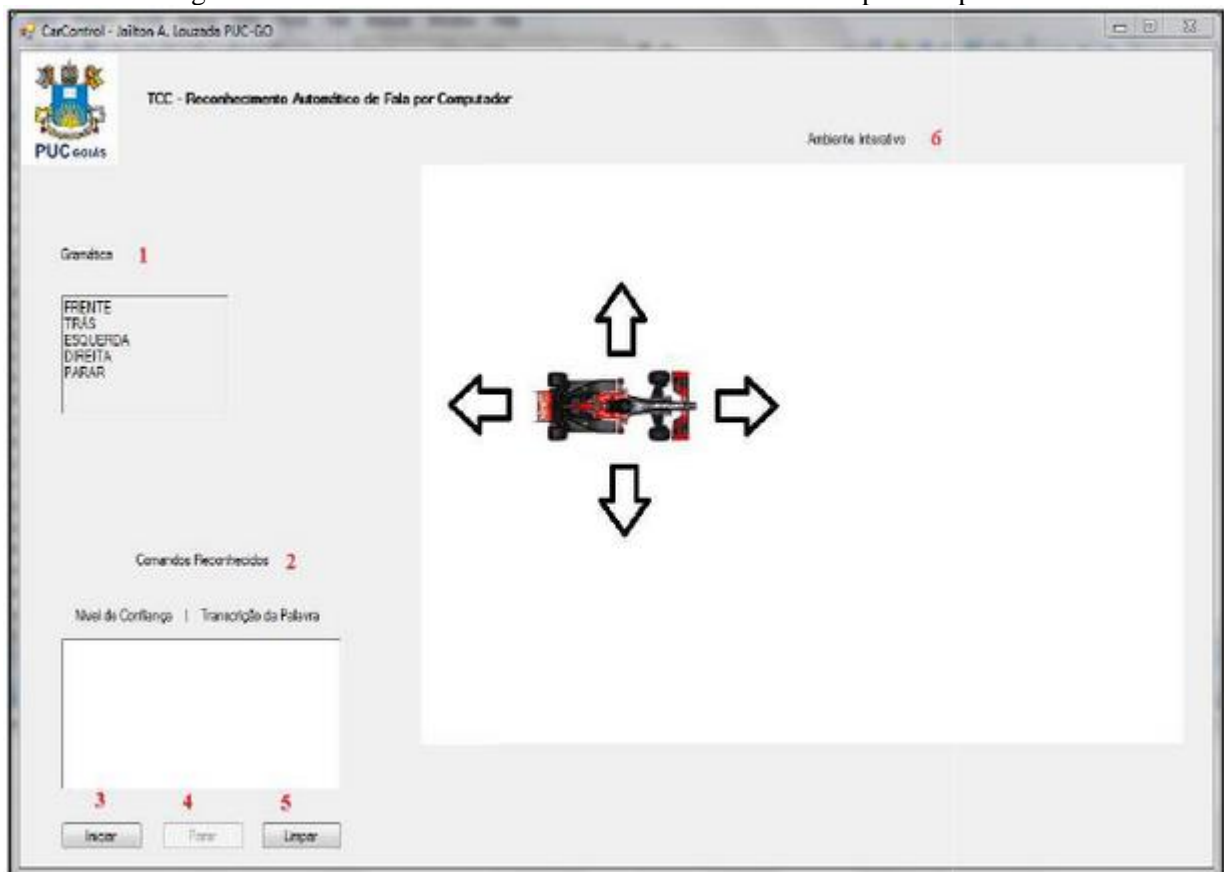 CarControl - Jailton A. Louzada PUC-GO
PUC GOIÁS
TCC - Reconhecimento Automático de Fala por Computador
Ambiente Interativo 6
Gramática 1
FRENTE
TRÁS
ESQUERDA
DIREITA
PARAR
Comandos Reconhecidos 2
Nível de Confiança | Transcrição da Palavra
3 4 5
Iniciar Parar Limpar